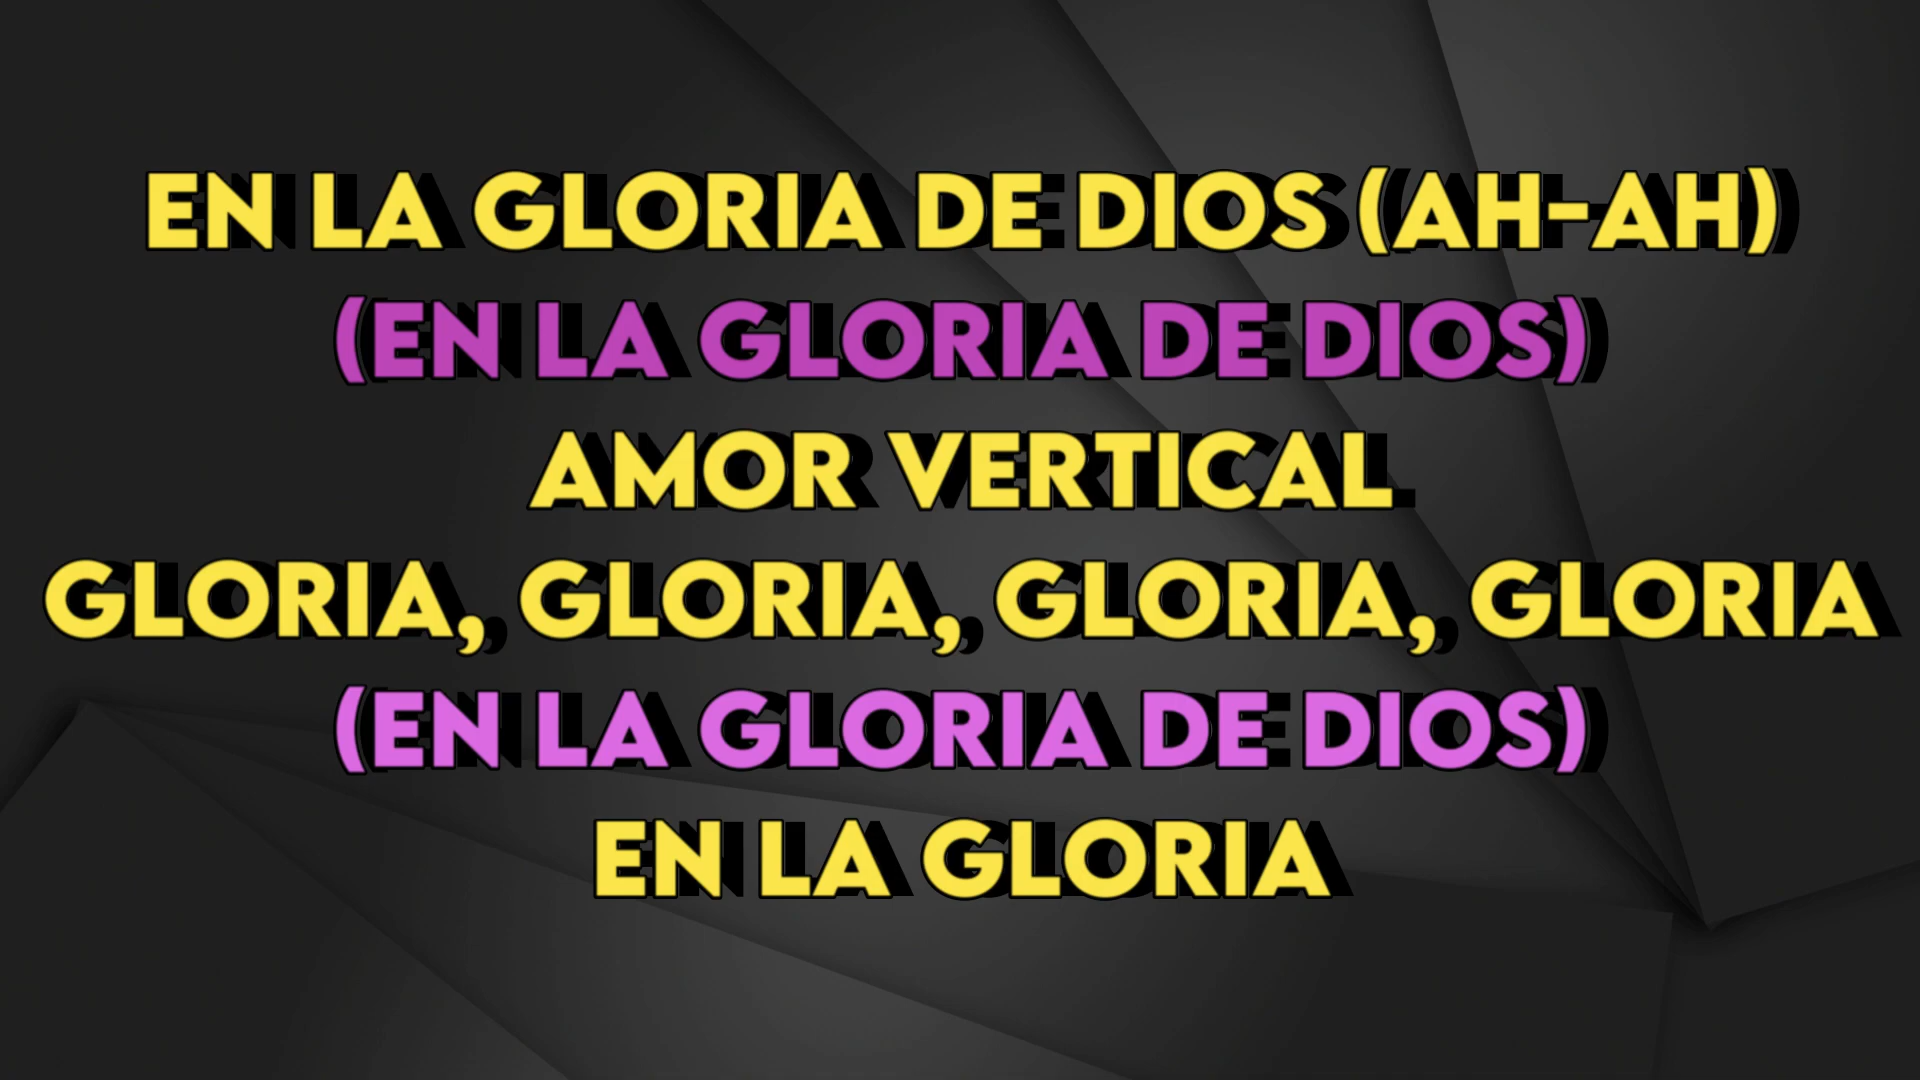 EN LA GLORIA DE DIOS (AH-AH)
(EN LA GLORIA DE DIOS)
AMOR VERTICAL
GLORIA, GLORIA, GLORIA, GLORIA
(EN LA GLORIA DE DIOS)
EN LA GLORIA